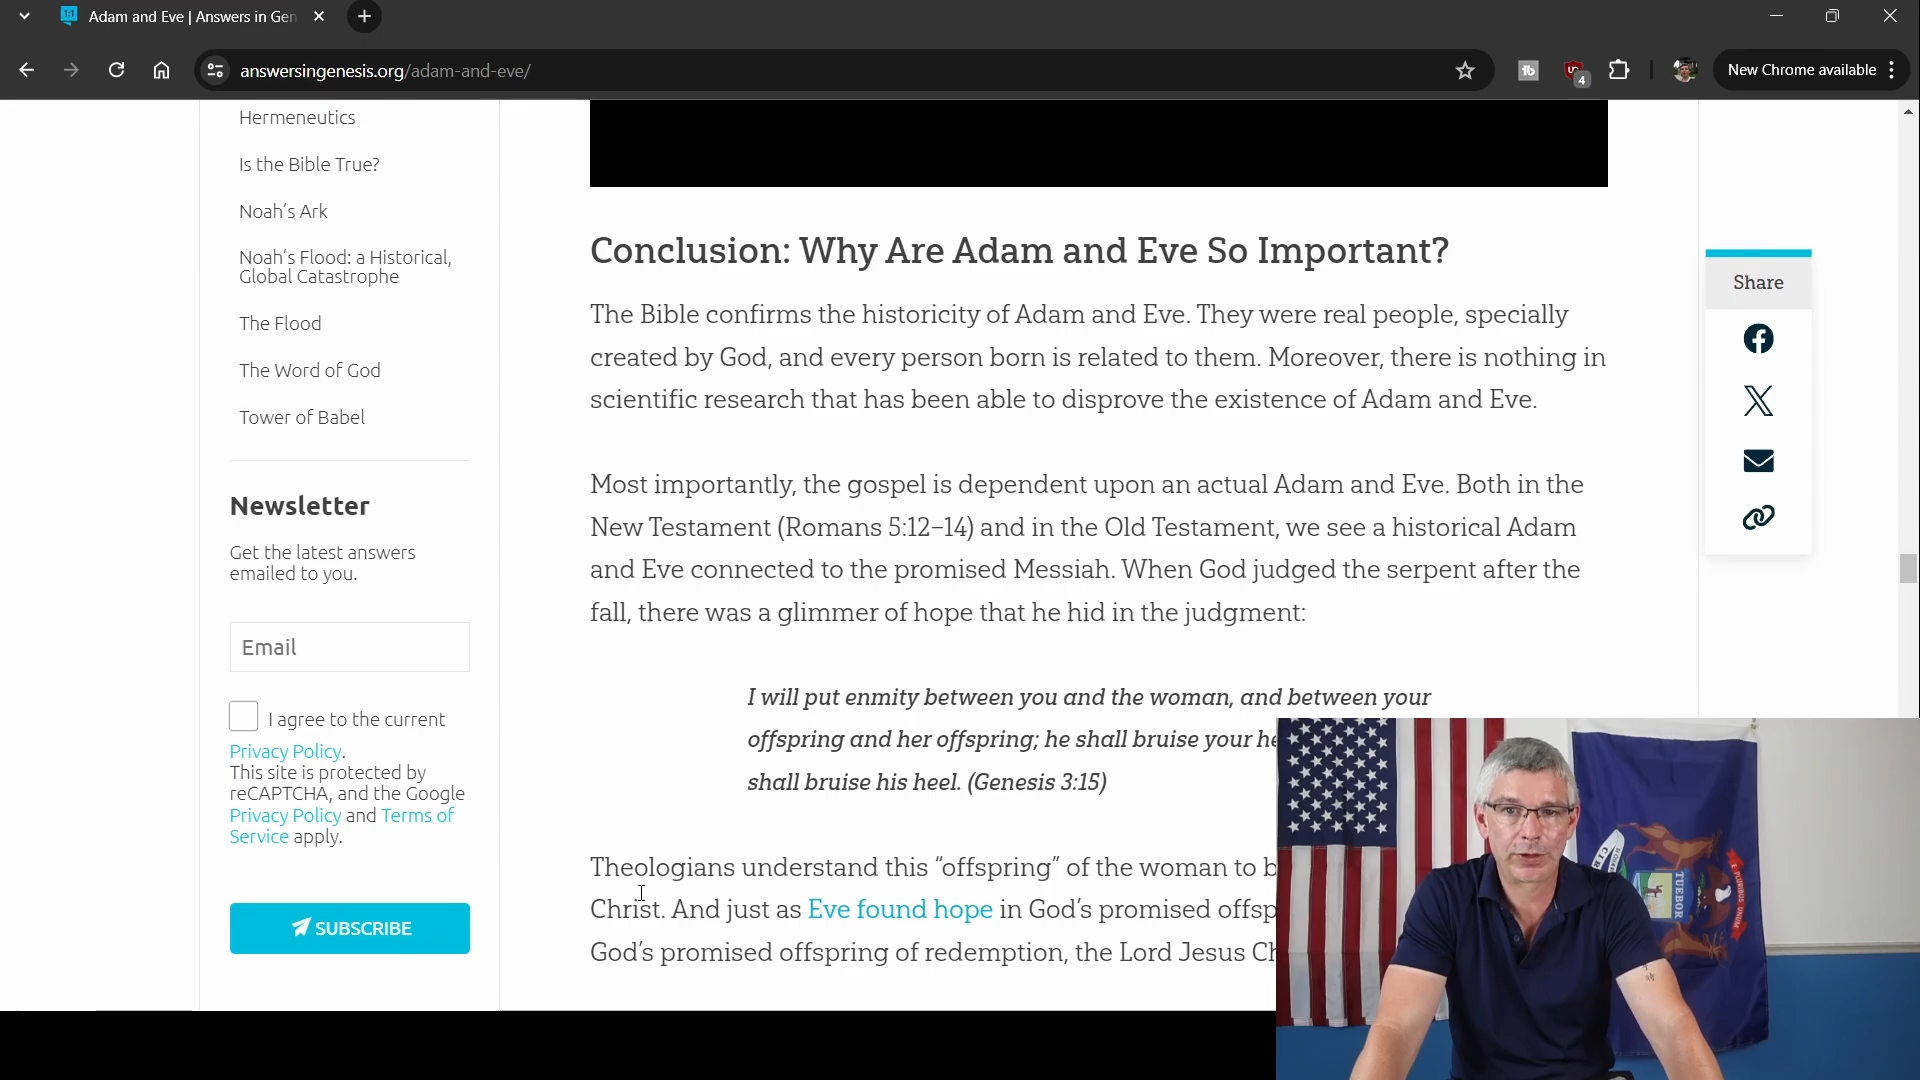 Adam and Eve | Answers in Gen
answersingenesis.org/adam-and-eve/
4
New Chrome available
Hermeneutics
Is the Bible True?
Noah's Ark
Noah's Flood: a Historical,
Global Catastrophe
The Flood
The Word of God
Tower of Babel
Newsletter
Get the latest answers
emailed to you.
Email
I agree to the current
Privacy Policy.
This site is protected by
reCAPTCHA, and the Google
Privacy Policy and Terms of
Service apply.
SUBSCRIBE
Conclusion: Why Are Adam and Eve So Important?
The Bible confirms the historicity of Adam and Eve. They were real people, specially
created by God, and every person born is related to them. Moreover, there is nothing in
scientific research that has been able to disprove the existence of Adam and Eve.
Most importantly, the gospel is dependent upon an actual Adam and Eve. Both in the
New Testament (Romans 5:12–14) and in the Old Testament, we see a historical Adam
and Eve connected to the promised Messiah. When God judged the serpent after the
fall, there was a glimmer of hope that he hid in the judgment:
I will put enmity between you and the woman, and between your
offspring and her offspring; he shall bruise your he
shall bruise his heel. (Genesis 3:15)
Theologians understand this “offspring” of the woman to b
Christ. And just as Eve found hope in God's promised offsp
God's promised offspring of redemption, the Lord Jesus Ch
Share
TUEBOR